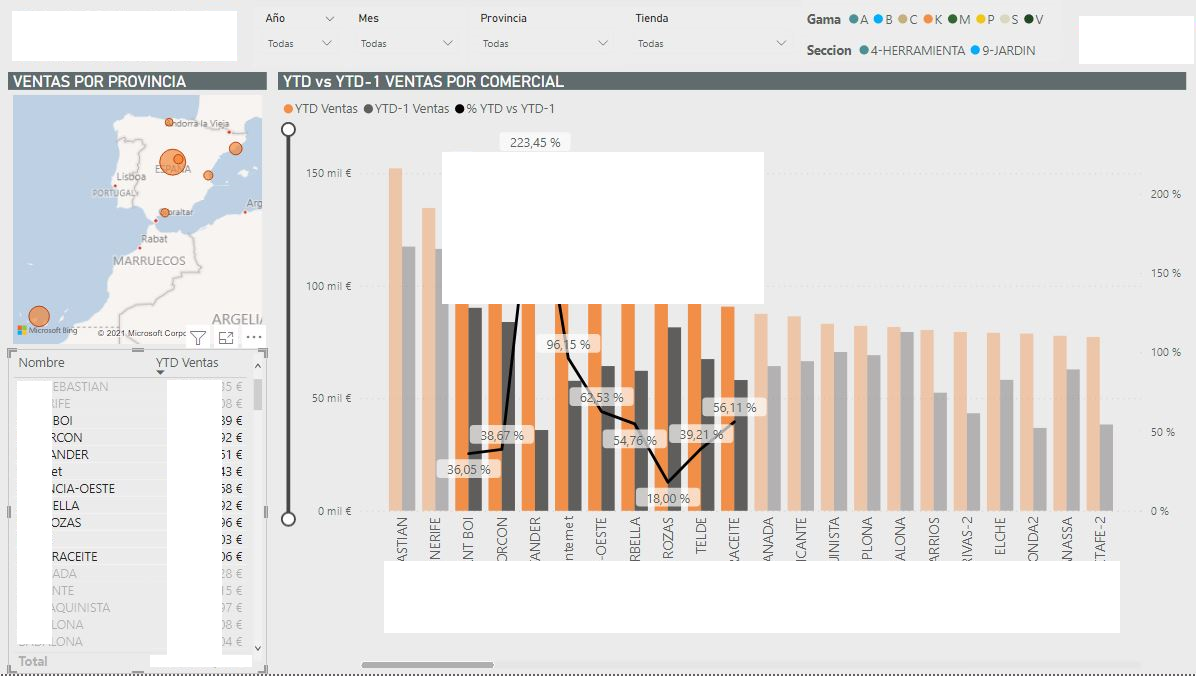 Año Mes Provincia Tienda
Todas Todas Todas Todas
Gama A B C K M P S V
Seccion 4-HERRAMIENTA 9-JARDIN
VENTAS POR PROVINCIA
Andorra la Vieja
ESPAÑA
Lisboa
PORTUGAL
Gibraltar
Arg
Rabat
MARRUECOS
ARGELI
Microsoft Bing
© 2021 Microsoft Corpo
YTD vs YTD-1 VENTAS POR COMERCIAL
YTD Ventas YTD-1 Ventas % YTD vs YTD-1
223,45 %
150 mil €
100 mil €
50 mil €
0 mil €
200 %
150 %
100 %
50 %
0 %
96,15 %
62,53 %
56,11 %
38,67 %
54,76 %
39,21 %
36,05 %
18,00 %
ASTIAN
NERIFE
ANT BOI
ORCON
ANDER
nternet
-OESTE
RBELLA
ROZAS
TELDE
RACEITE
ANADA
ICANTE
UINISTA
PLONA
ALONA
ARRIOS
RIVAS-2
ELCHE
ONDA2
NASSA
TAFE-2
Nombre YTD Ventas
EBASTIAN 35 €
RIFE 08 €
BOI 39 €
RCON 92 €
ANDER 51 €
et 43 €
NCIA-OESTE 58 €
ELLA 92 €
OZAS 96 €
03 €
RACEITE 06 €
ADA 28 €
NTE 15 €
AQUINISTA 97 €
LONA 08 €
BADALONA 04 €
Total